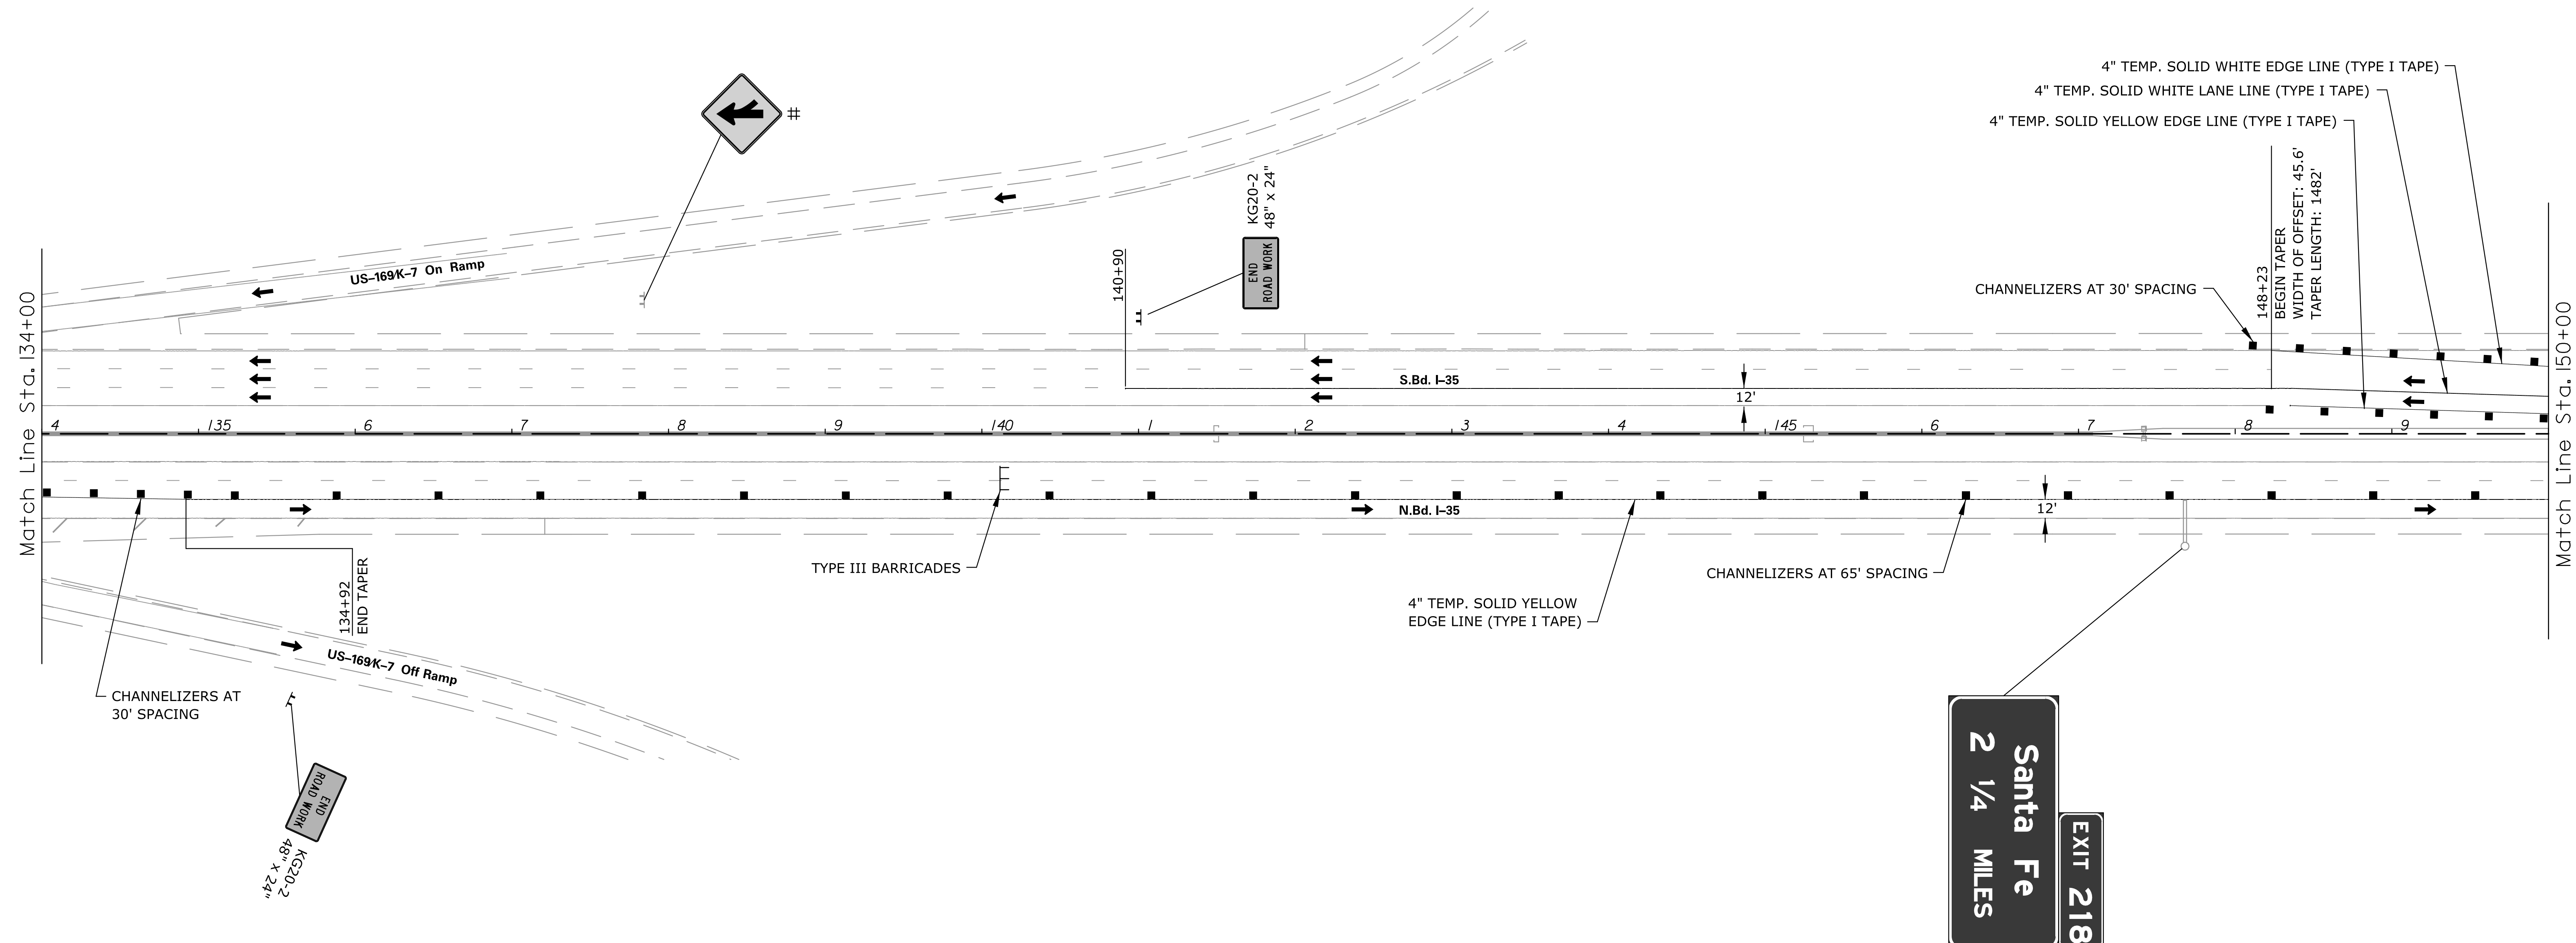 4" TEMP. SOLID WHITE EDGE LINE (TYPE I TAPE)
4" TEMP. SOLID WHITE LANE LINE (TYPE I TAPE)
4" TEMP. SOLID YELLOW EDGE LINE (TYPE I TAPE)
#
KG20-2
48" x 24"
END
ROAD WORK
140+90
US-169/K-7 On Ramp
CHANNELIZERS AT 30' SPACING
148+23
BEGIN TAPER
WIDTH OF OFFSET: 45.6'
TAPER LENGTH: 1482'
Match Line Sta. 134+00
Match Line Sta. 150+00
S.Bd. I-35
12'
4 135 6 7 8 9 140 1 2 3 4 145 6 7 8 9
N.Bd. I-35
12'
TYPE III BARRICADES
CHANNELIZERS AT 65' SPACING
4" TEMP. SOLID YELLOW
EDGE LINE (TYPE I TAPE)
134+92
END TAPER
US-169/K-7 Off Ramp
CHANNELIZERS AT
30' SPACING
END
ROAD WORK
KG20-2
48" x 24"
EXIT 218
Santa Fe
2 ¼ MILES